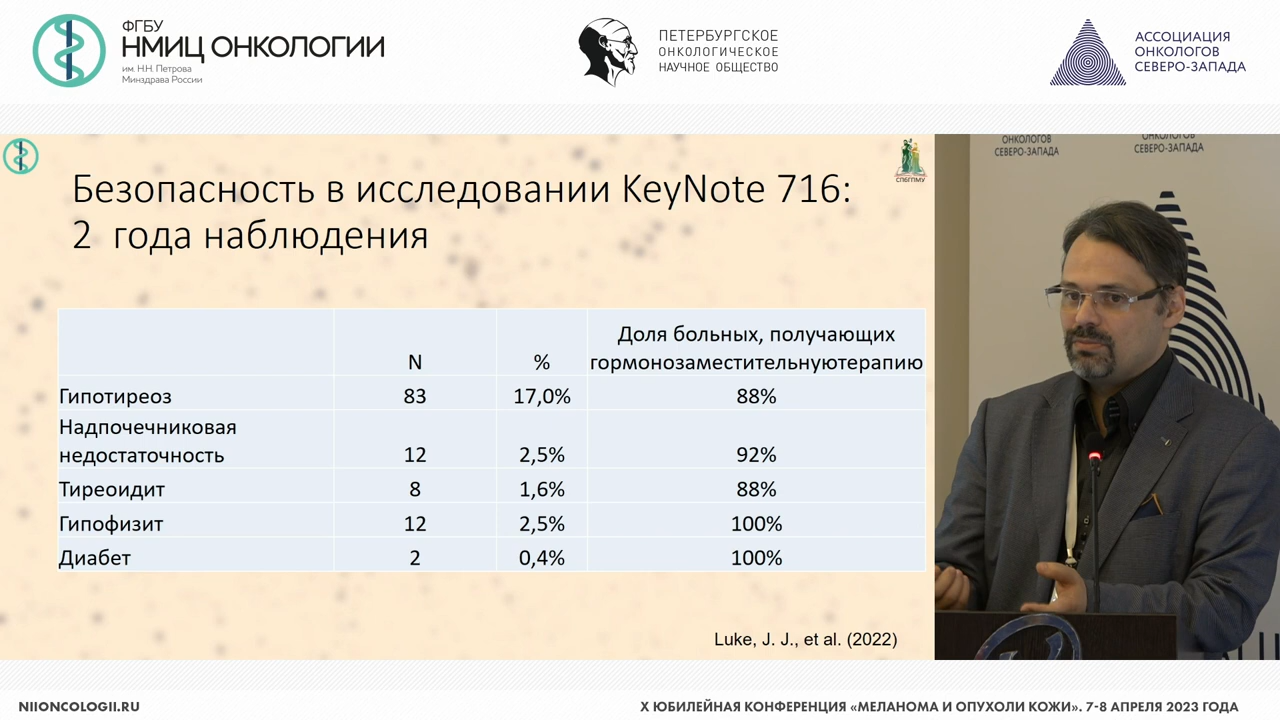 ФГБУ
НМИЦ ОНКОЛОГИИ
им. Н.Н. Петрова
Минздрава России
ПЕТЕРБУРГСКОЕ
ОНКОЛОГИЧЕСКОЕ
НАУЧНОЕ ОБЩЕСТВО
АССОЦИАЦИЯ
ОНКОЛОГОВ
СЕВЕРО-ЗАПАДА
СПбГПМУ
Безопасность в исследовании KeyNote 716:
2 года наблюдения
N % Доля больных, получающих
гормонозаместительнуютерапию
Гипотиреоз 83 17,0% 88%
Надпочечниковая
недостаточность 12 2,5% 92%
Тиреоидит 8 1,6% 88%
Гипофизит 12 2,5% 100%
Диабет 2 0,4% 100%
Luke, J. J., et al. (2022)
ОНКОЛОГОВ
СЕВЕРО-ЗАПАДА
ОНКОЛОГОВ
СЕВЕРО-ЗАПАДА
NIIONCOLOGII.RU
X ЮБИЛЕЙНАЯ КОНФЕРЕНЦИЯ «МЕЛАНОМА И ОПУХОЛИ КОЖИ». 7-8 АПРЕЛЯ 2023 ГОДА